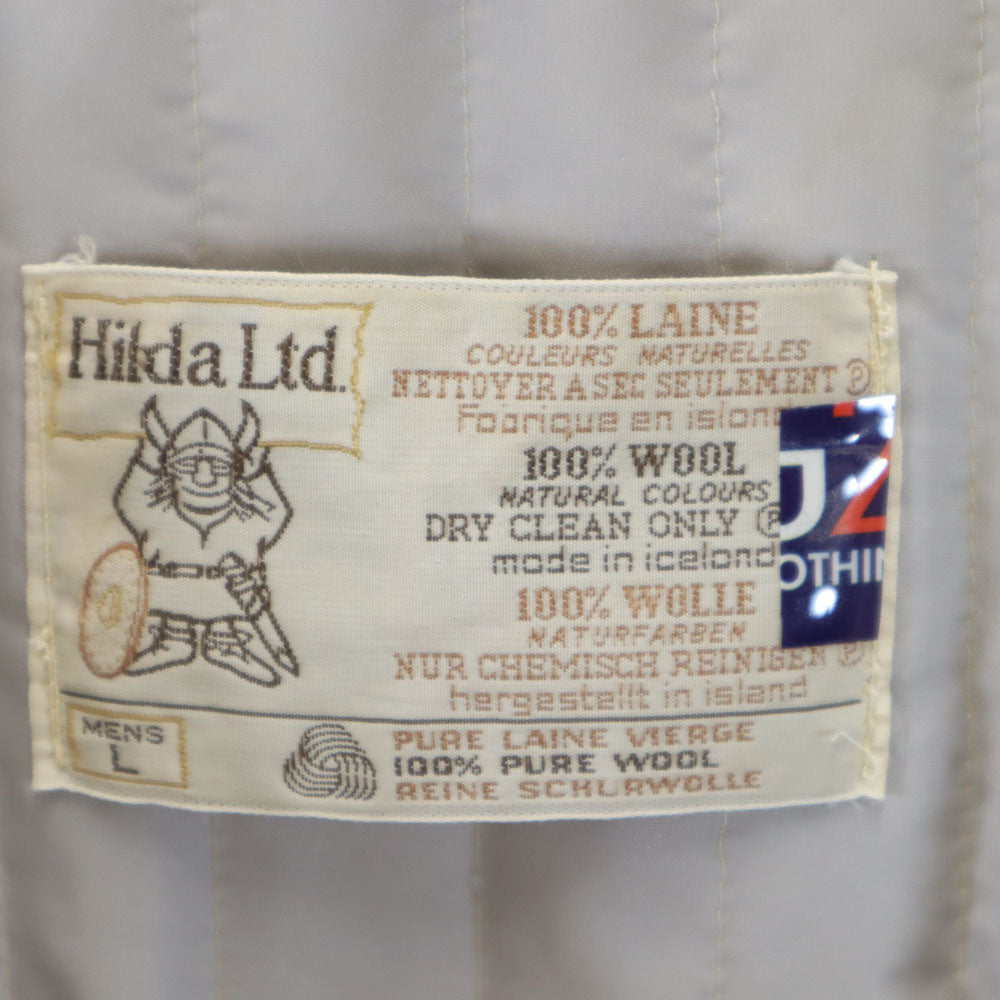 Hilda Ltd.
100% LAINE
COULEURS NATURELLES
NETTOYER A SEC SEULEMENT Ⓟ
Fabrique en island
100% WOOL
NATURAL COLOURS
DRY CLEAN ONLY Ⓟ
made in iceland
100% WOLLE
NATURFARBEN
NUR CHEMISCH REINIGEN Ⓟ
hergestellt in island
MENS
L
PURE LAINE VIERGE
100% PURE WOOL
REINE SCHURWOLLE
OTHIN